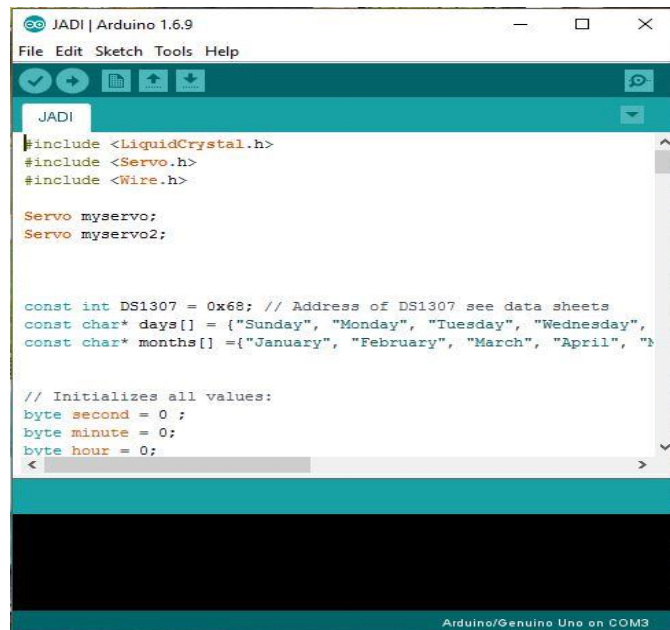 JADI | Arduino 1.6.9
File Edit Sketch Tools Help
JADI
#include <LiquidCrystal.h>
#include <Servo.h>
#include <Wire.h>
Servo myservo;
Servo myservo2;
const int DS1307 = 0x68; // Address of DS1307 see data sheets
const char* days[] = {"Sunday", "Monday", "Tuesday", "Wednesday",
const char* months[] ={"January", "February", "March", "April", "M
// Initializes all values:
byte second = 0 ;
byte minute = 0;
byte hour = 0;
Arduino/Genuino Uno on COM3